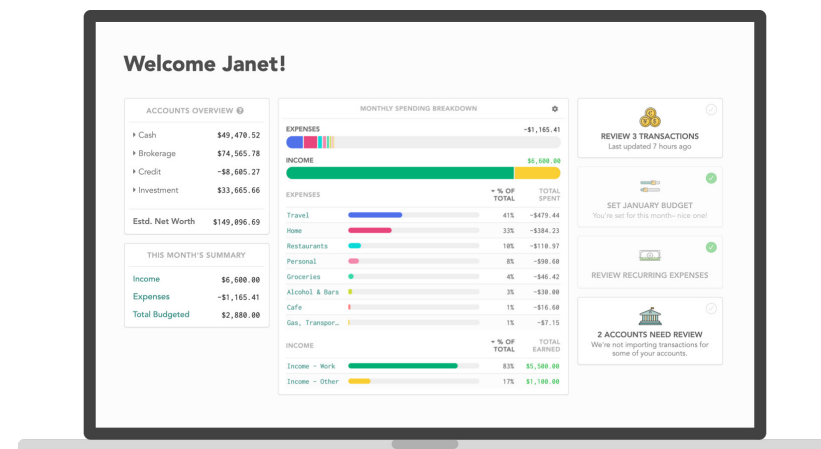 Welcome Janet!
ACCOUNTS OVERVIEW
Cash $49,470.52
Brokerage $74,565.78
Credit -$8,605.27
Investment $33,665.66
Estd. Net Worth $149,096.69
THIS MONTH'S SUMMARY
Income $6,600.00
Expenses -$1,165.41
Total Budgeted $2,880.00
MONTHLY SPENDING BREAKDOWN
EXPENSES -$1,165.41
INCOME $6,600.00
EXPENSES % OF TOTAL TOTAL SPENT
Travel 41% -$479.44
Home 33% -$384.23
Restaurants 10% -$110.97
Personal 8% -$90.60
Groceries 4% -$46.42
Alcohol & Bars 3% -$30.00
Cafe 1% -$16.60
Gas, Transpor… 1% -$7.15
INCOME % OF TOTAL TOTAL EARNED
Income - Work 83% $5,500.00
Income - Other 17% $1,100.00
REVIEW 3 TRANSACTIONS
Last updated 7 hours ago
SET JANUARY BUDGET
You're set for this month– nice one!
REVIEW RECURRING EXPENSES
2 ACCOUNTS NEED REVIEW
We're not importing transactions for
some of your accounts.